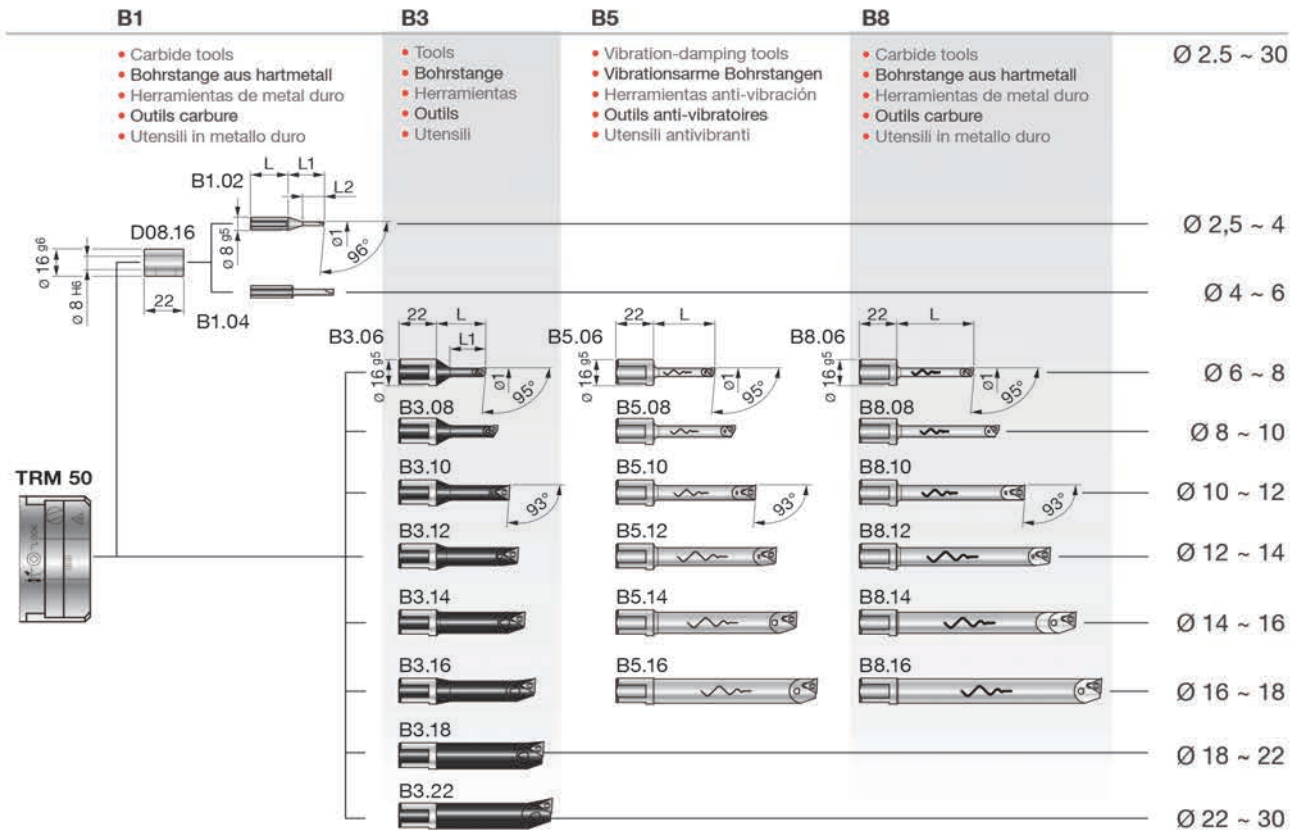 B1
B3
B5
B8
• Carbide tools
• Bohrstange aus hartmetall
• Herramientas de metal duro
• Outils carbure
• Utensili in metallo duro
• Tools
• Bohrstange
• Herramientas
• Outils
• Utensili
• Vibration-damping tools
• Vibrationsarme Bohrstangen
• Herramientas anti-vibración
• Outils anti-vibratoires
• Utensili antivibranti
• Carbide tools
• Bohrstange aus hartmetall
• Herramientas de metal duro
• Outils carbure
• Utensili in metallo duro
Ø 2.5 ~ 30
L L1
B1.02 L2
Ø 8 g5
Ø1
96°
Ø 2,5 ~ 4
D08.16
Ø 16 g6
Ø 8 H6
22
B1.04
Ø 4 ~ 6
B3.06
22 L
L1
Ø 16 g5
Ø1
95°
B5.06
22 L
Ø 16 g5
Ø1
95°
B8.06
22 L
Ø 16 g5
Ø1
95°
Ø 6 ~ 8
B3.08
B5.08
B8.08
Ø 8 ~ 10
B3.10
93°
B5.10
93°
B8.10
93°
Ø 10 ~ 12
TRM 50
LOCK
B3.12
B5.12
B8.12
Ø 12 ~ 14
B3.14
B5.14
B8.14
Ø 14 ~ 16
B3.16
B5.16
B8.16
Ø 16 ~ 18
B3.18
Ø 18 ~ 22
B3.22
Ø 22 ~ 30